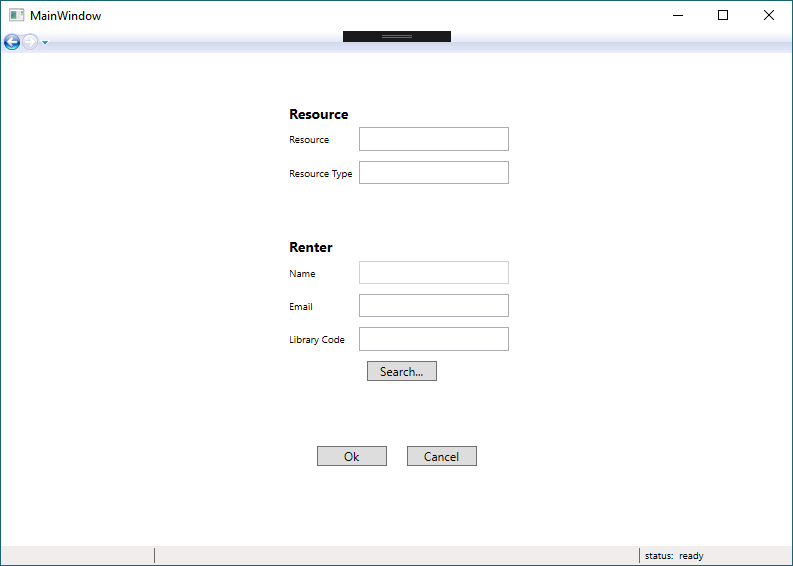 MainWindow
Resource
Resource
Resource Type
Renter
Name
Email
Library Code
Search...
Ok Cancel
status: ready